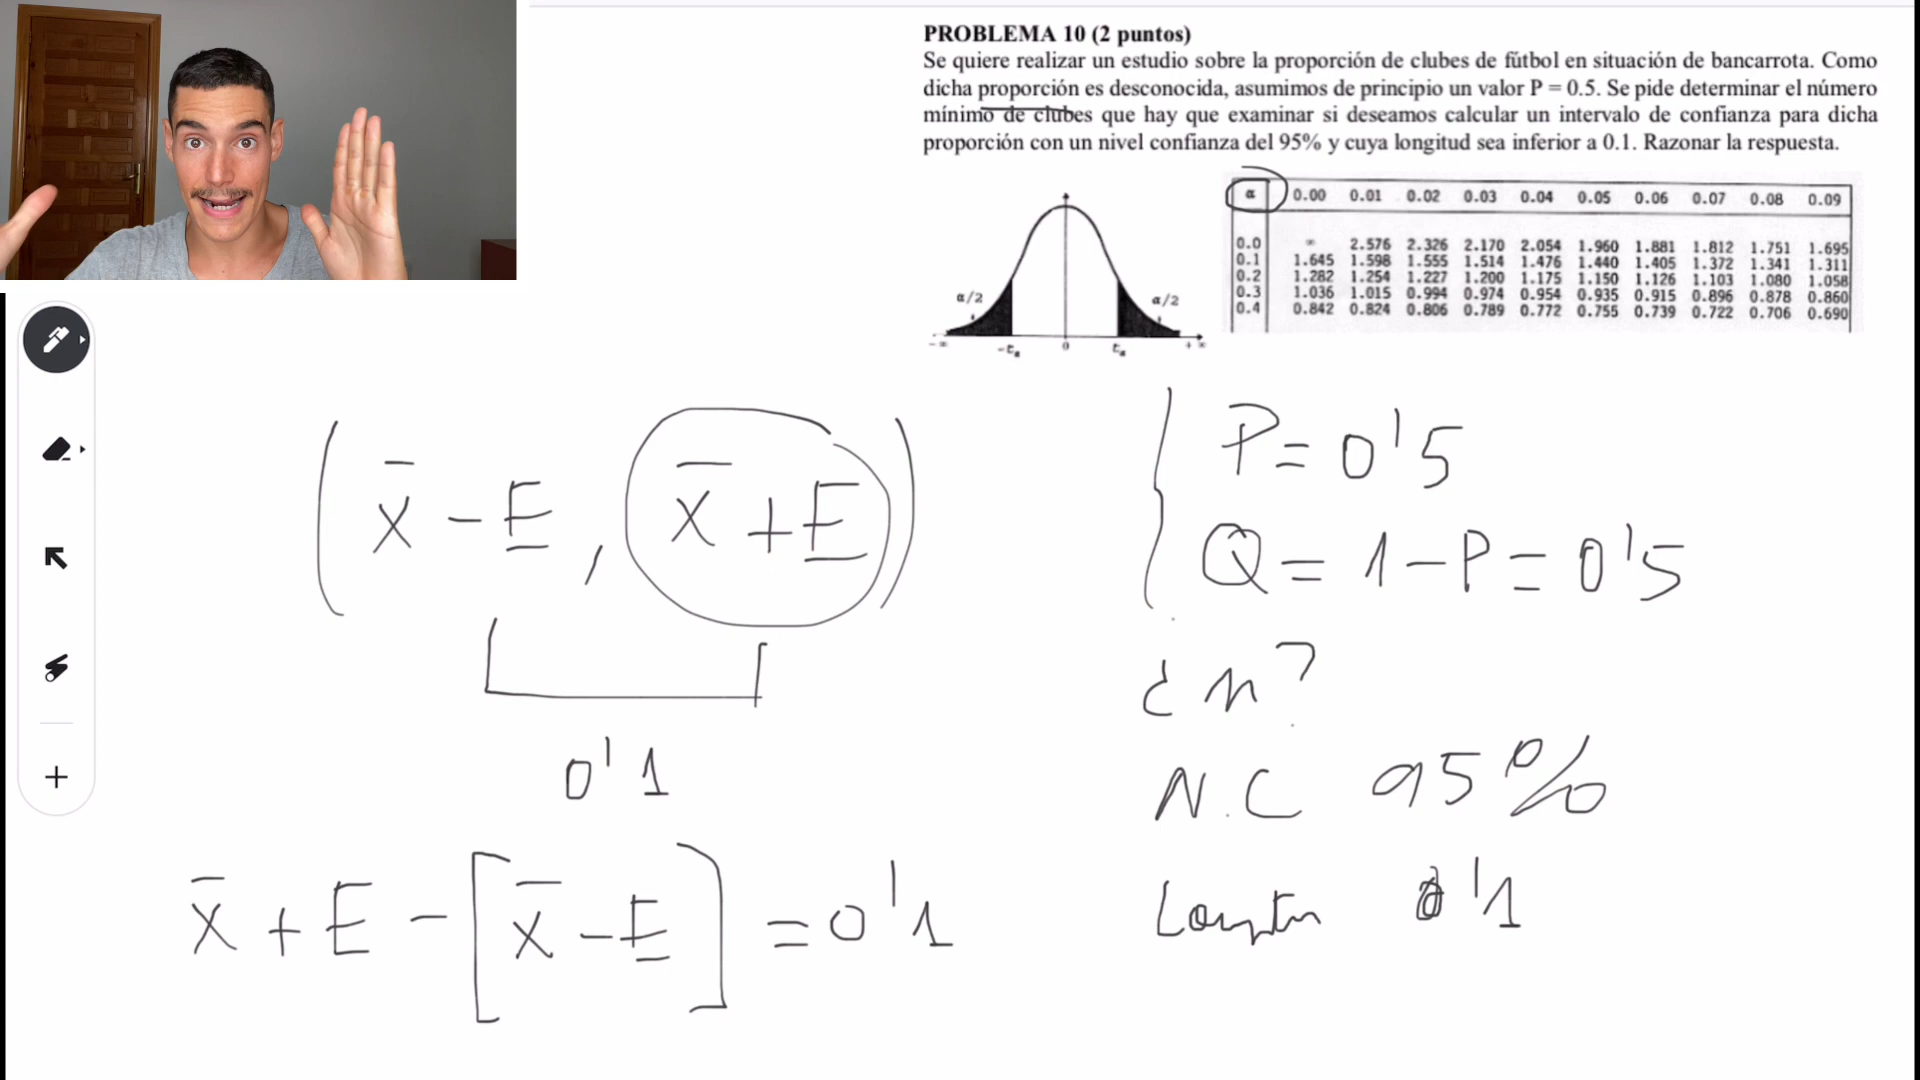 PROBLEMA 10 (2 puntos)
Se quiere realizar un estudio sobre la proporción de clubes de fútbol en situación de bancarrota. Como
dicha proporción es desconocida, asumimos de principio un valor P = 0.5. Se pide determinar el número
mínimo de clubes que hay que examinar si deseamos calcular un intervalo de confianza para dicha
proporción con un nivel confianza del 95% y cuya longitud sea inferior a 0.1. Razonar la respuesta.
α 0.00 0.01 0.02 0.03 0.04 0.05 0.06 0.07 0.08 0.09
0.0 ∞ 2.576 2.326 2.170 2.054 1.960 1.881 1.812 1.751 1.695
0.1 1.645 1.598 1.555 1.514 1.476 1.440 1.405 1.372 1.341 1.311
0.2 1.282 1.254 1.227 1.200 1.175 1.150 1.126 1.103 1.080 1.058
0.3 1.036 1.015 0.994 0.974 0.954 0.935 0.915 0.896 0.878 0.860
0.4 0.842 0.824 0.806 0.789 0.772 0.755 0.739 0.722 0.706 0.690
α/2 α/2
-∞ -tα 0 tα +∞
(x̄ - E, x̄ + E)
0'1
x̄ + E - [x̄ - E] = 0'1
P = 0'5
Q = 1 - P = 0'5
¿n?
N.C 95%
0'1